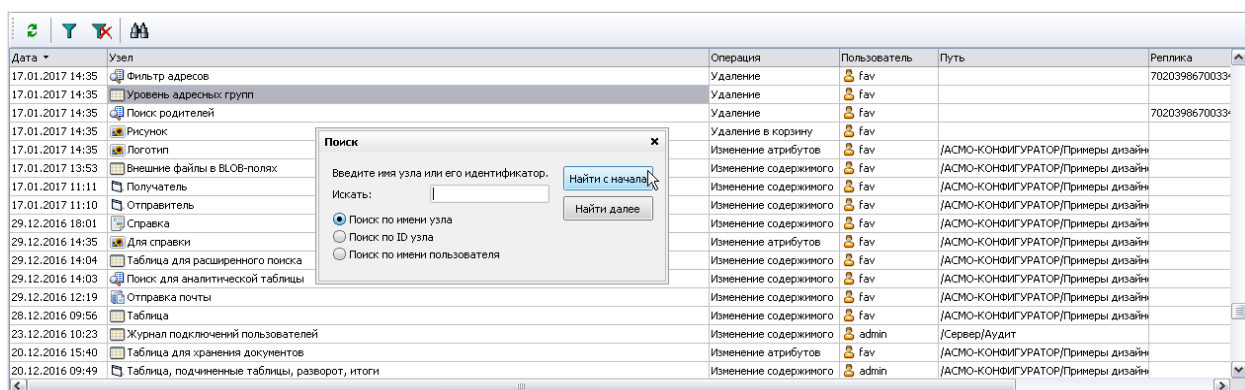 Дата Узел Операция Пользователь Путь Реплика
17.01.2017 14:35 Фильтр адресов Удаление fav 7020398670033
17.01.2017 14:35 Уровень адресных групп Удаление fav
17.01.2017 14:35 Поиск родителей Удаление fav 7020398670033
17.01.2017 14:35 Рисунок Удаление в корзину fav
17.01.2017 14:35 Логотип Изменение атрибутов fav /АСМО-КОНФИГУРАТОР/Примеры дизайн
17.01.2017 13:53 Внешние файлы в BLOB-полях Изменение содержимого fav /АСМО-КОНФИГУРАТОР/Примеры дизайн
17.01.2017 11:11 Получатель Изменение содержимого fav /АСМО-КОНФИГУРАТОР/Примеры дизайн
17.01.2017 11:10 Отправитель Изменение содержимого fav /АСМО-КОНФИГУРАТОР/Примеры дизайн
29.12.2016 18:01 Справка Изменение содержимого fav /АСМО-КОНФИГУРАТОР/Примеры дизайн
29.12.2016 14:35 Для справки Изменение атрибутов fav /АСМО-КОНФИГУРАТОР/Примеры дизайн
29.12.2016 14:04 Таблица для расширенного поиска Изменение содержимого fav /АСМО-КОНФИГУРАТОР/Примеры дизайн
29.12.2016 14:03 Поиск для аналитической таблицы Изменение содержимого fav /АСМО-КОНФИГУРАТОР/Примеры дизайн
29.12.2016 12:19 Отправка почты Изменение содержимого fav /АСМО-КОНФИГУРАТОР/Примеры дизайн
28.12.2016 09:56 Таблица Изменение содержимого fav /АСМО-КОНФИГУРАТОР/Примеры дизайн
23.12.2016 10:23 Журнал подключений пользователей Изменение содержимого admin /Сервер/Аудит
20.12.2016 15:40 Таблица для хранения документов Изменение атрибутов fav /АСМО-КОНФИГУРАТОР/Примеры дизайн
20.12.2016 09:49 Таблица, подчиненные таблицы, разворот, итоги Изменение содержимого admin /АСМО-КОНФИГУРАТОР/Примеры дизайн
Поиск
Введите имя узла или его идентификатор.
Найти с начала
Искать:
Найти далее
Поиск по имени узла
Поиск по ID узла
Поиск по имени пользователя